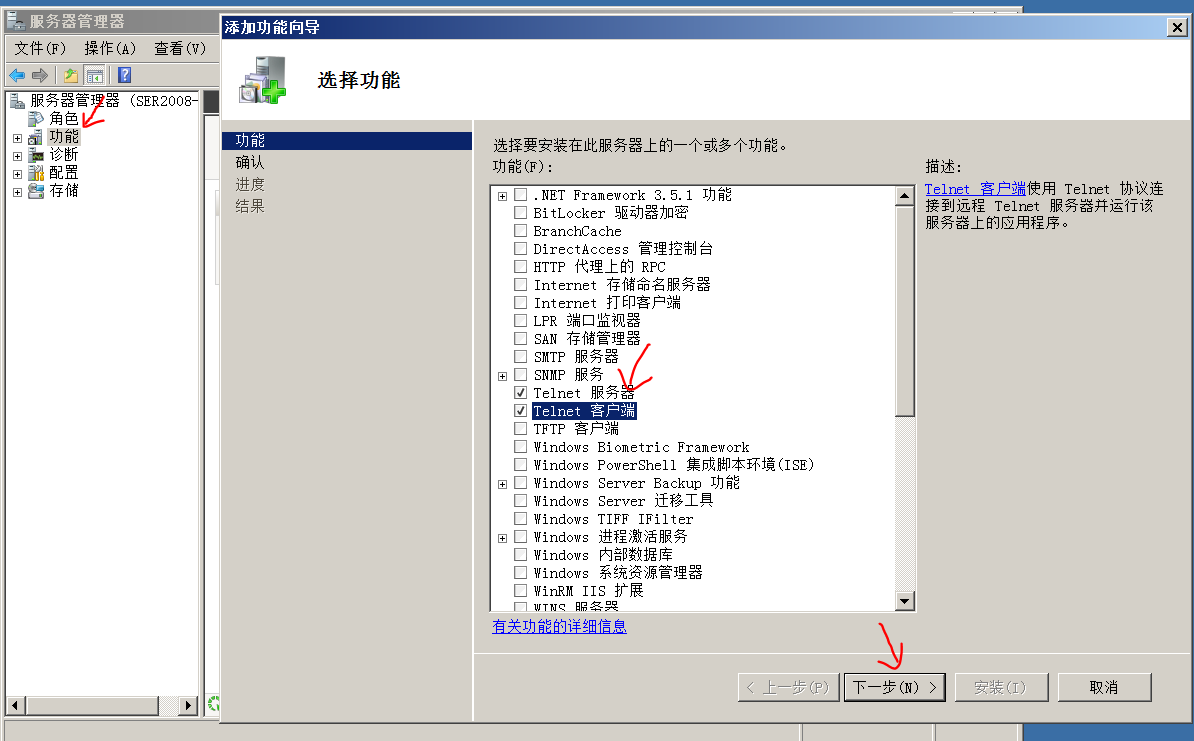 服务器管理器
添加功能向导
文件(F) 操作(A) 查看(V)
选择功能
服务器管理器 (SER2008-
角色
功能
诊断
配置
存储
功能
确认
进度
结果
选择要安装在此服务器上的一个或多个功能。
功能(F):
.NET Framework 3.5.1 功能
BitLocker 驱动器加密
BranchCache
DirectAccess 管理控制台
HTTP 代理上的 RPC
Internet 存储命名服务器
Internet 打印客户端
LPR 端口监视器
SAN 存储管理器
SMTP 服务器
SNMP 服务
Telnet 服务器
Telnet 客户端
TFTP 客户端
Windows Biometric Framework
Windows PowerShell 集成脚本环境(ISE)
Windows Server Backup 功能
Windows Server 迁移工具
Windows TIFF IFilter
Windows 进程激活服务
Windows 内部数据库
Windows 系统资源管理器
WinRM IIS 扩展
WINS 服务器
有关功能的详细信息
描述:
Telnet 客户端使用 Telnet 协议连
接到远程 Telnet 服务器并运行该
服务器上的应用程序。
< 上一步(P) 下一步(N) > 安装(I) 取消